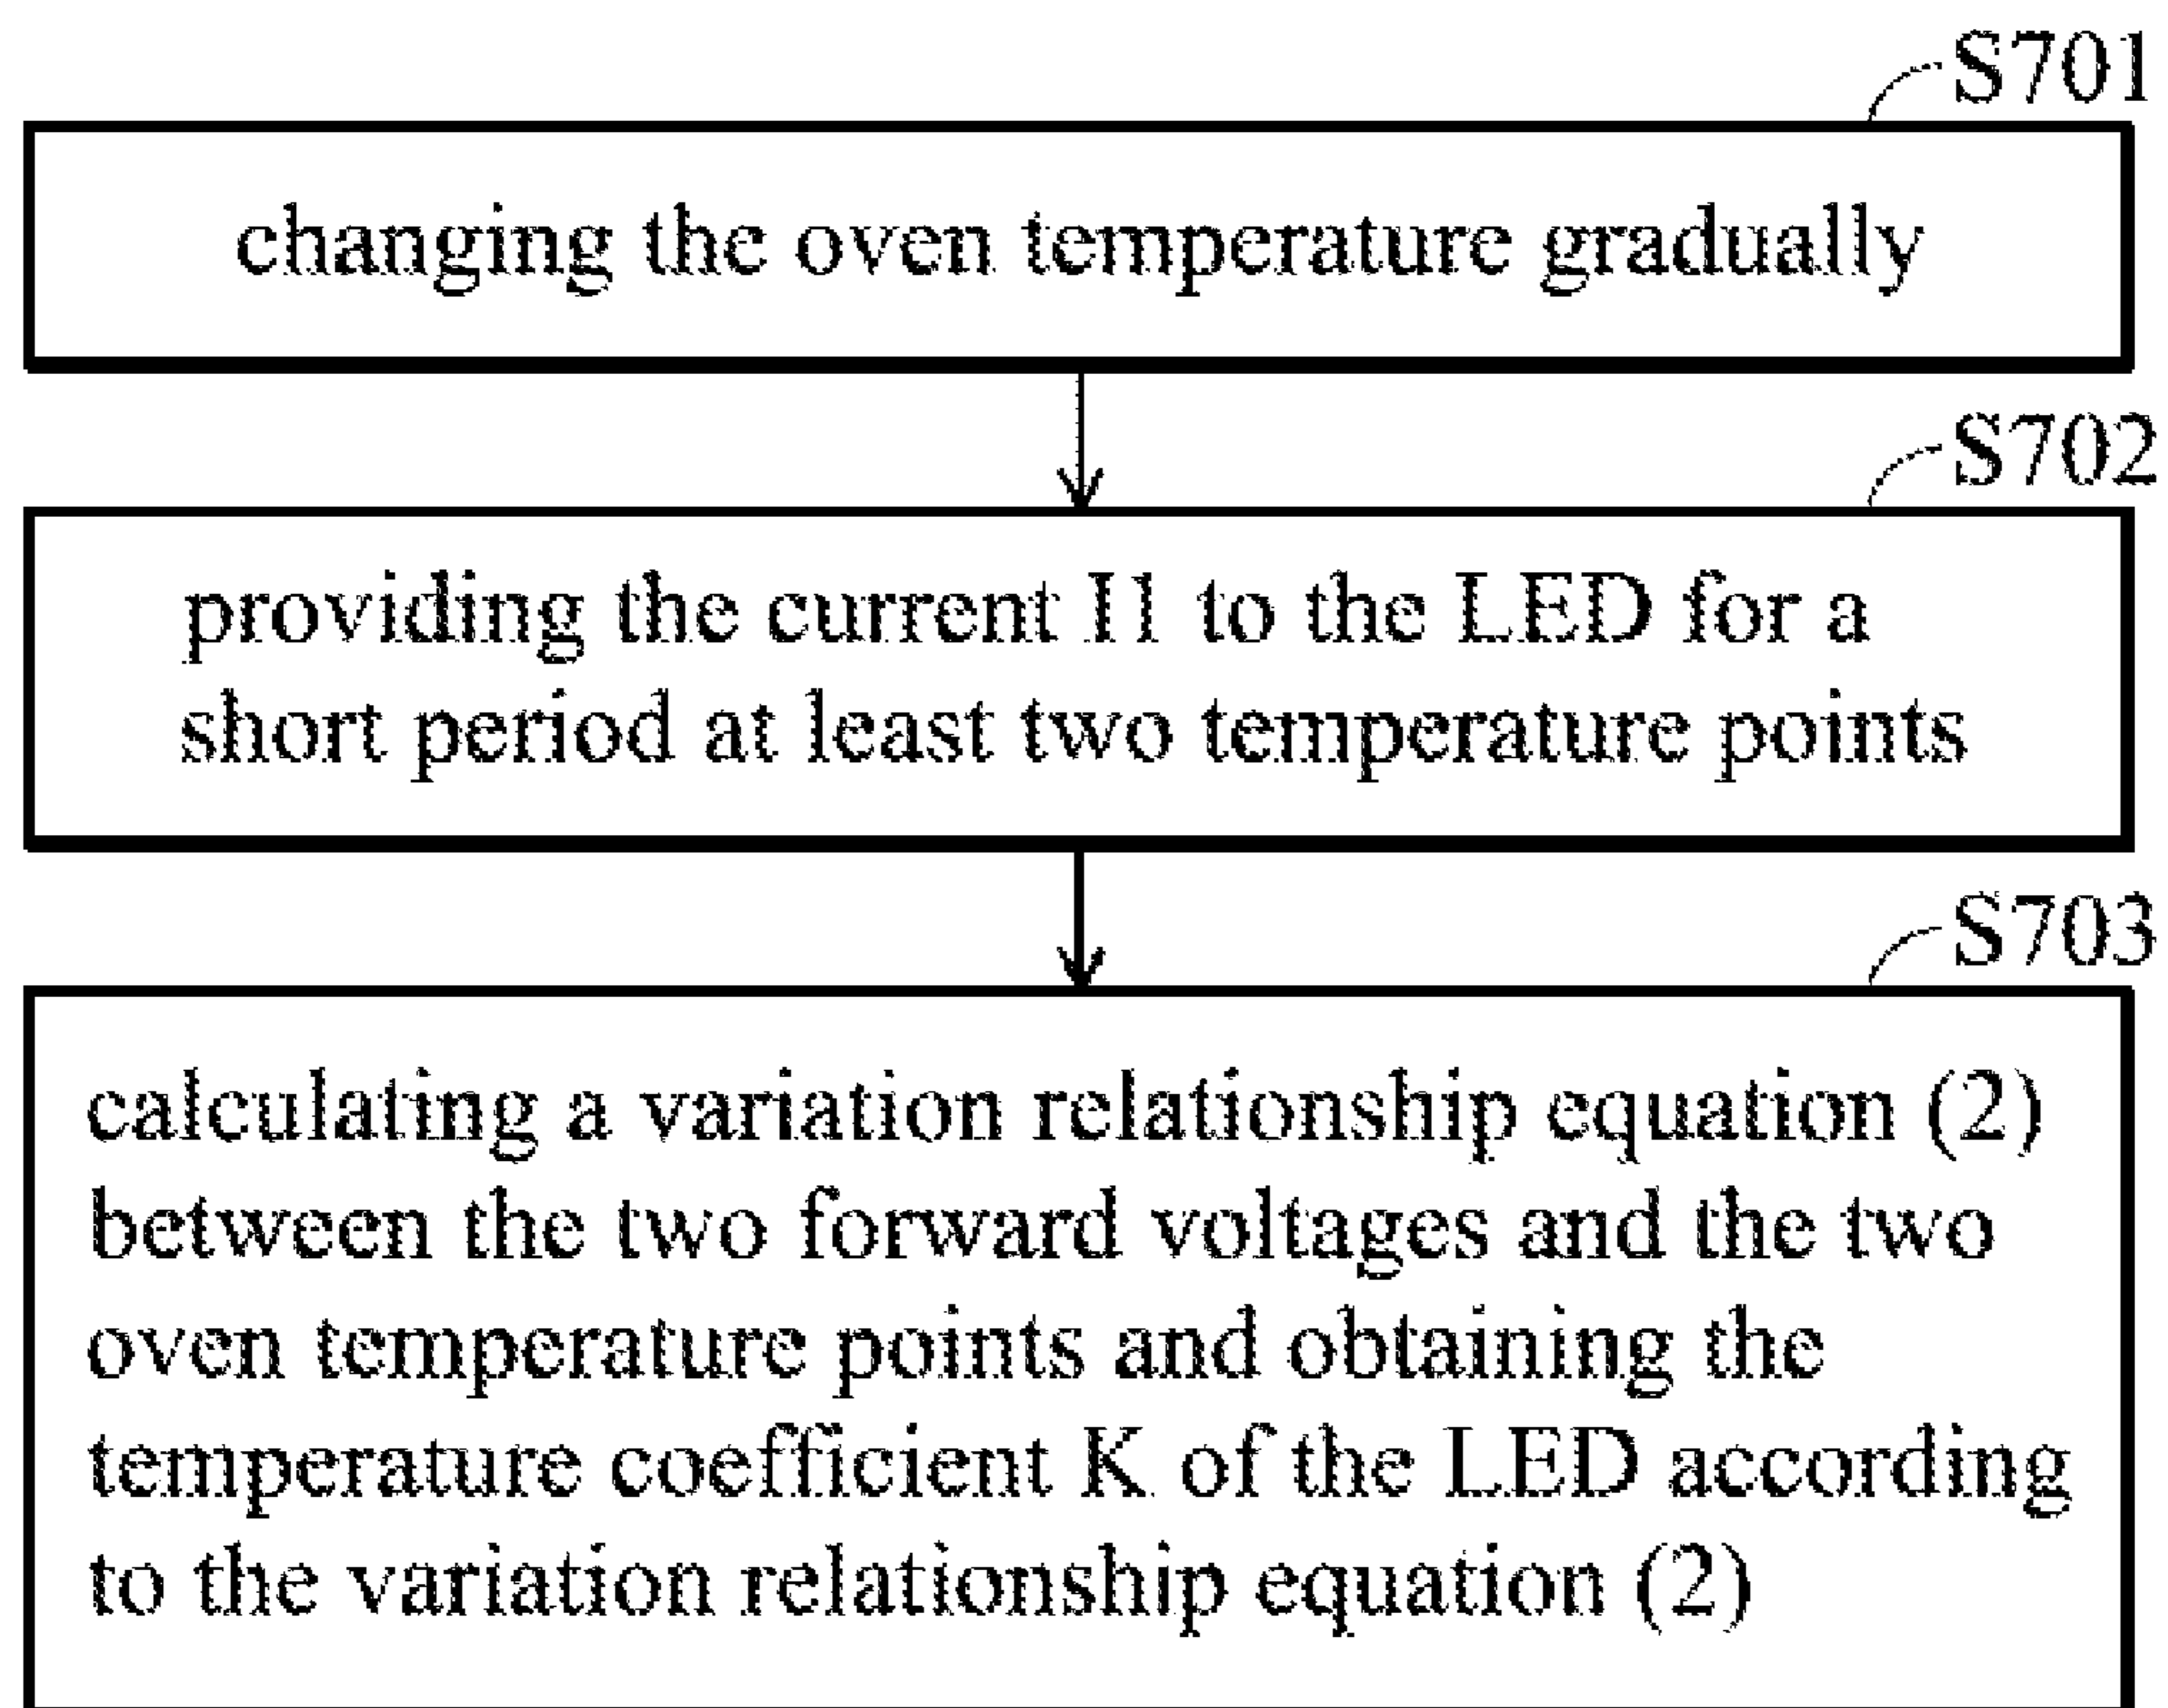 S701
changing the oven temperature gradually
S702
providing the current I1 to the LED for a
short period at least two temperature points
S703
calculating a variation relationship equation (2)
between the two forward voltages and the two
oven temperature points and obtaining the
temperature coefficient K of the LED according
to the variation relationship equation (2)